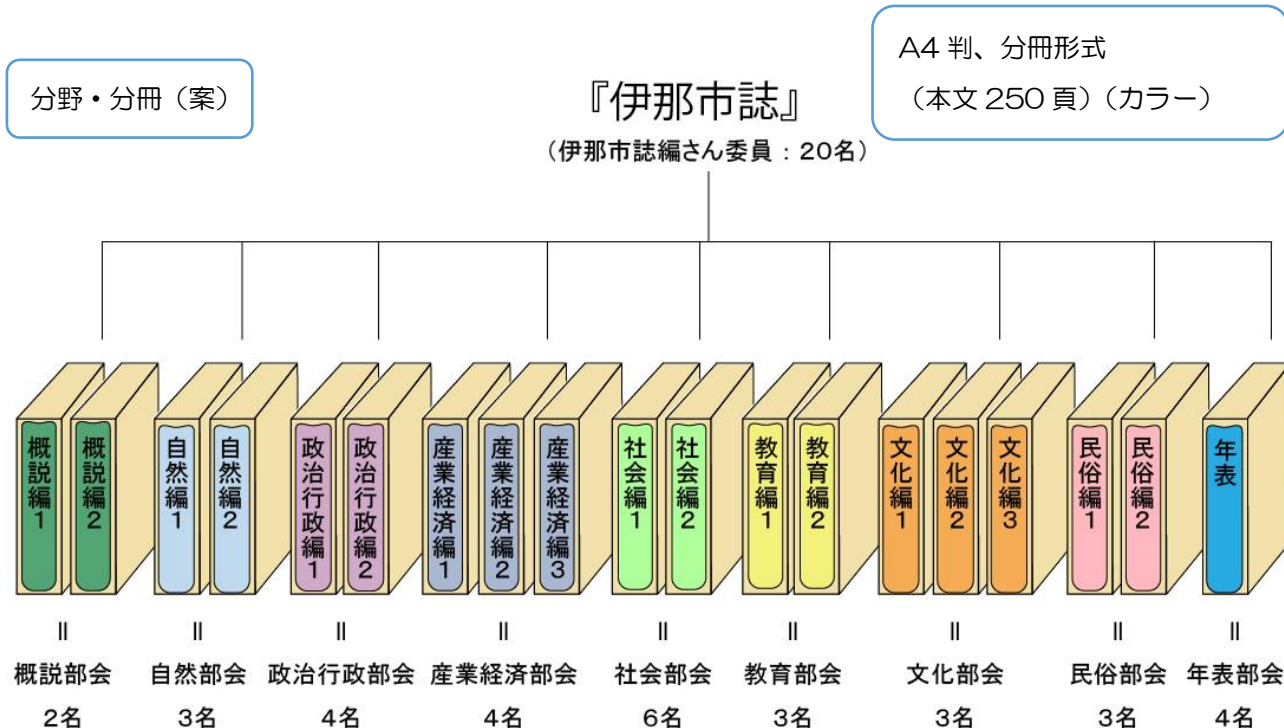 分野・分冊（案）
A4 判、分冊形式
（本文 250 頁）（カラー）
『伊那市誌』
（伊那市誌編さん委員：20名）
概説編1
概説編2
自然編1
自然編2
政治行政編1
政治行政編2
産業経済編1
産業経済編2
産業経済編3
社会編1
社会編2
教育編1
教育編2
文化編1
文化編2
文化編3
民俗編1
民俗編2
年表
＝ ＝ ＝ ＝ ＝ ＝ ＝ ＝ ＝
概説部会 自然部会 政治行政部会 産業経済部会 社会部会 教育部会 文化部会 民俗部会 年表部会
2名 3名 4名 4名 6名 3名 3名 3名 4名